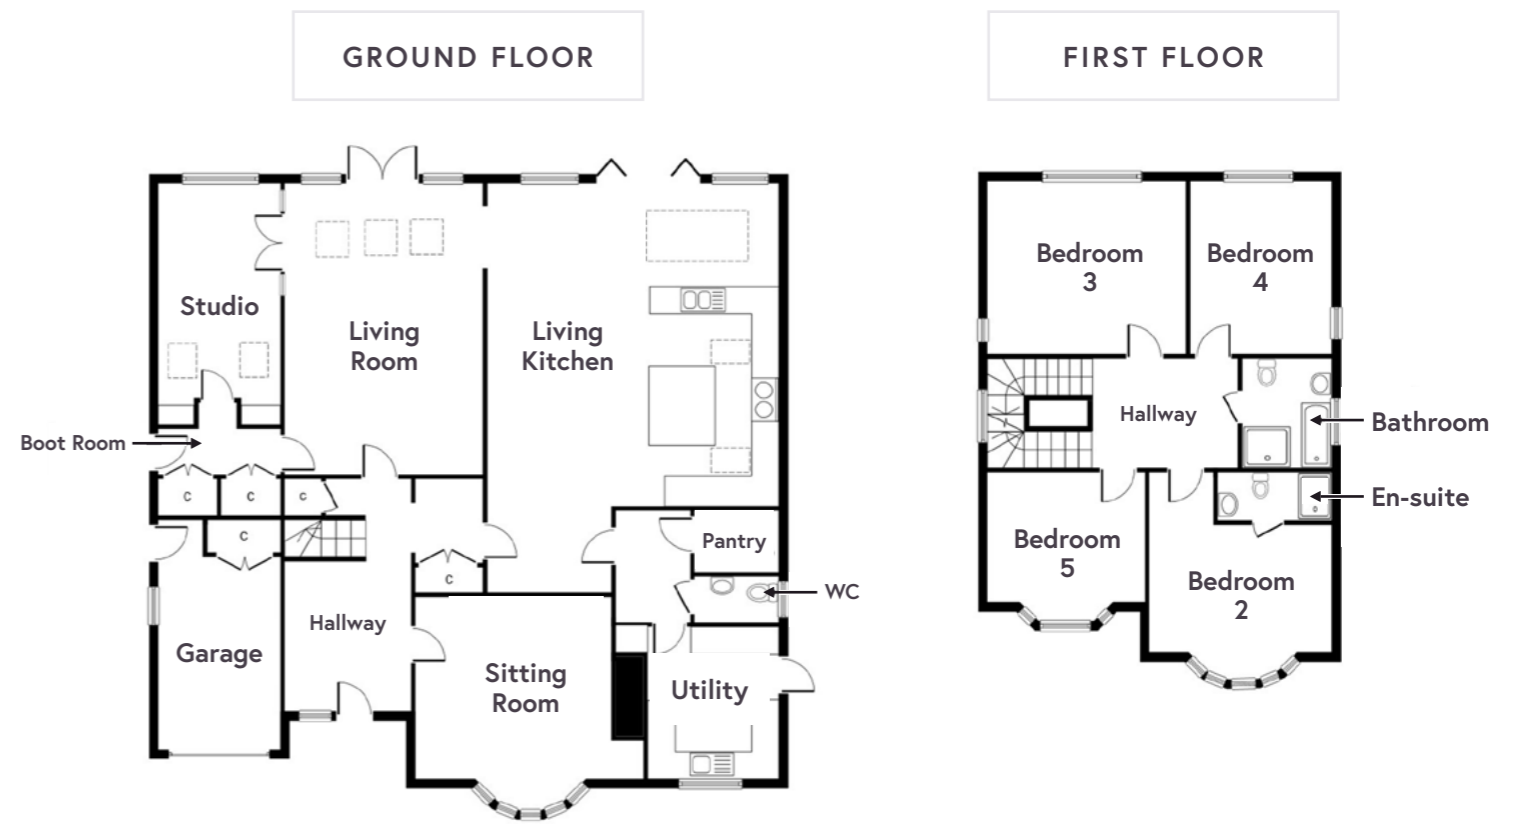 GROUND FLOOR
Studio
Living
Room
Living
Kitchen
Boot Room
C
C
C
C
C
Pantry
WC
Hallway
Garage
Sitting
Room
Utility
FIRST FLOOR
Bedroom
3
Bedroom
4
Hallway
Bathroom
En-suite
Bedroom
5
Bedroom
2